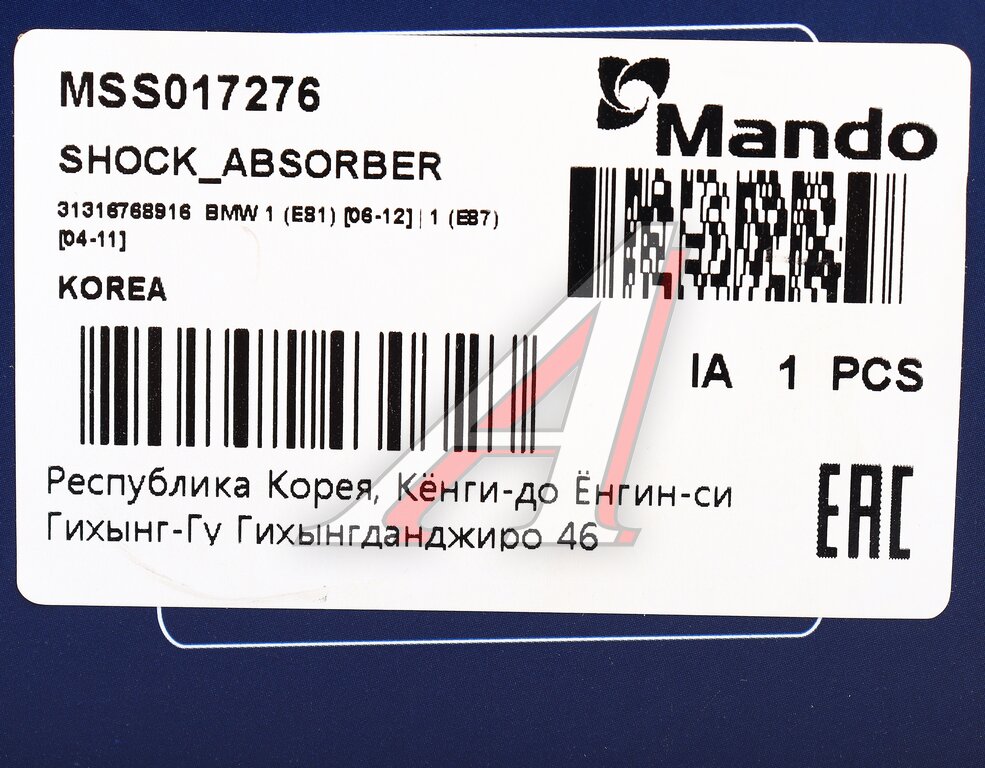 MSS017276
Mando
SHOCK_ABSORBER
31316768916 BMW 1 (E81) [06-12] | 1 (E87)
[04-11]
KOREA
IA 1 PCS
Республика Корея, Кёнги-до Ёнгин-си
Гихынг-Гу Гихынгданджиро 46
EAC